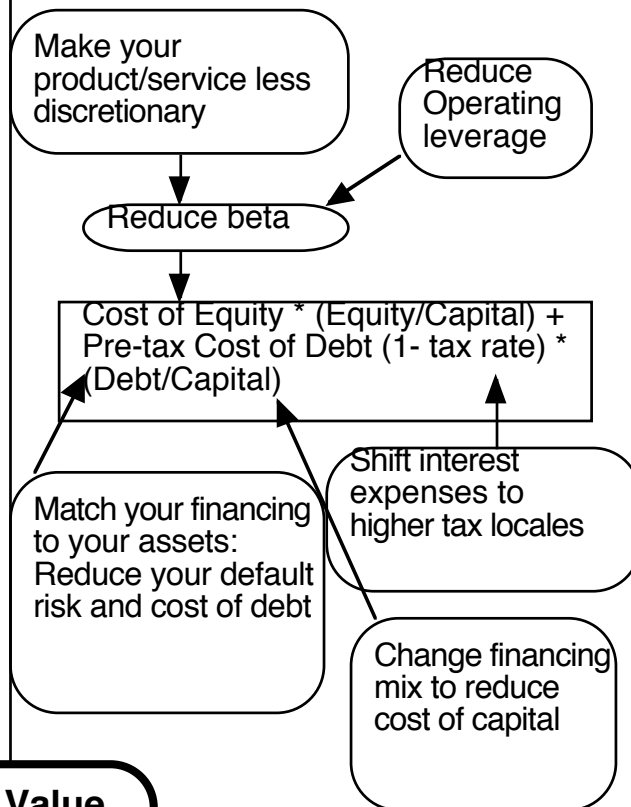 Make your
product/service less
discretionary
Reduce
Operating
leverage
Reduce beta
Cost of Equity * (Equity/Capital) +
Pre-tax Cost of Debt (1- tax rate) *
(Debt/Capital)
Match your financing
to your assets:
Reduce your default
risk and cost of debt
Shift interest
expenses to
higher tax locales
Change financing
mix to reduce
cost of capital
Value